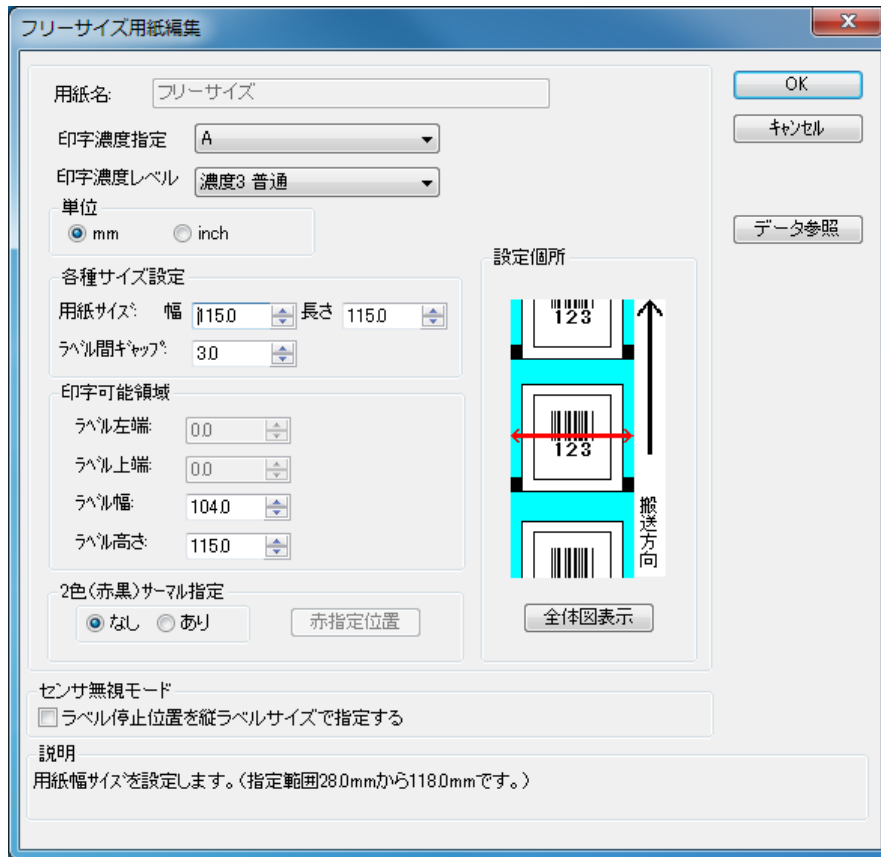 フリーサイズ用紙編集
用紙名: フリーサイズ
OK
印字濃度指定 A
キャンセル
印字濃度レベル 濃度3 普通
単位
mm inch
データ参照
設定個所
各種サイズ設定
用紙サイズ: 幅 115.0 長さ 115.0
ラベル間ギャップ: 3.0
123
印字可能領域
ラベル左端: 0.0
ラベル上端: 0.0
123
ラベル幅: 104.0
ラベル高さ: 115.0
搬送方向
2色(赤黒)サーマル指定
なし あり 赤指定位置
全体図表示
センサ無視モード
ラベル停止位置を縦ラベルサイズで指定する
説明
用紙幅サイズを設定します。(指定範囲28.0mmから118.0mmです。)